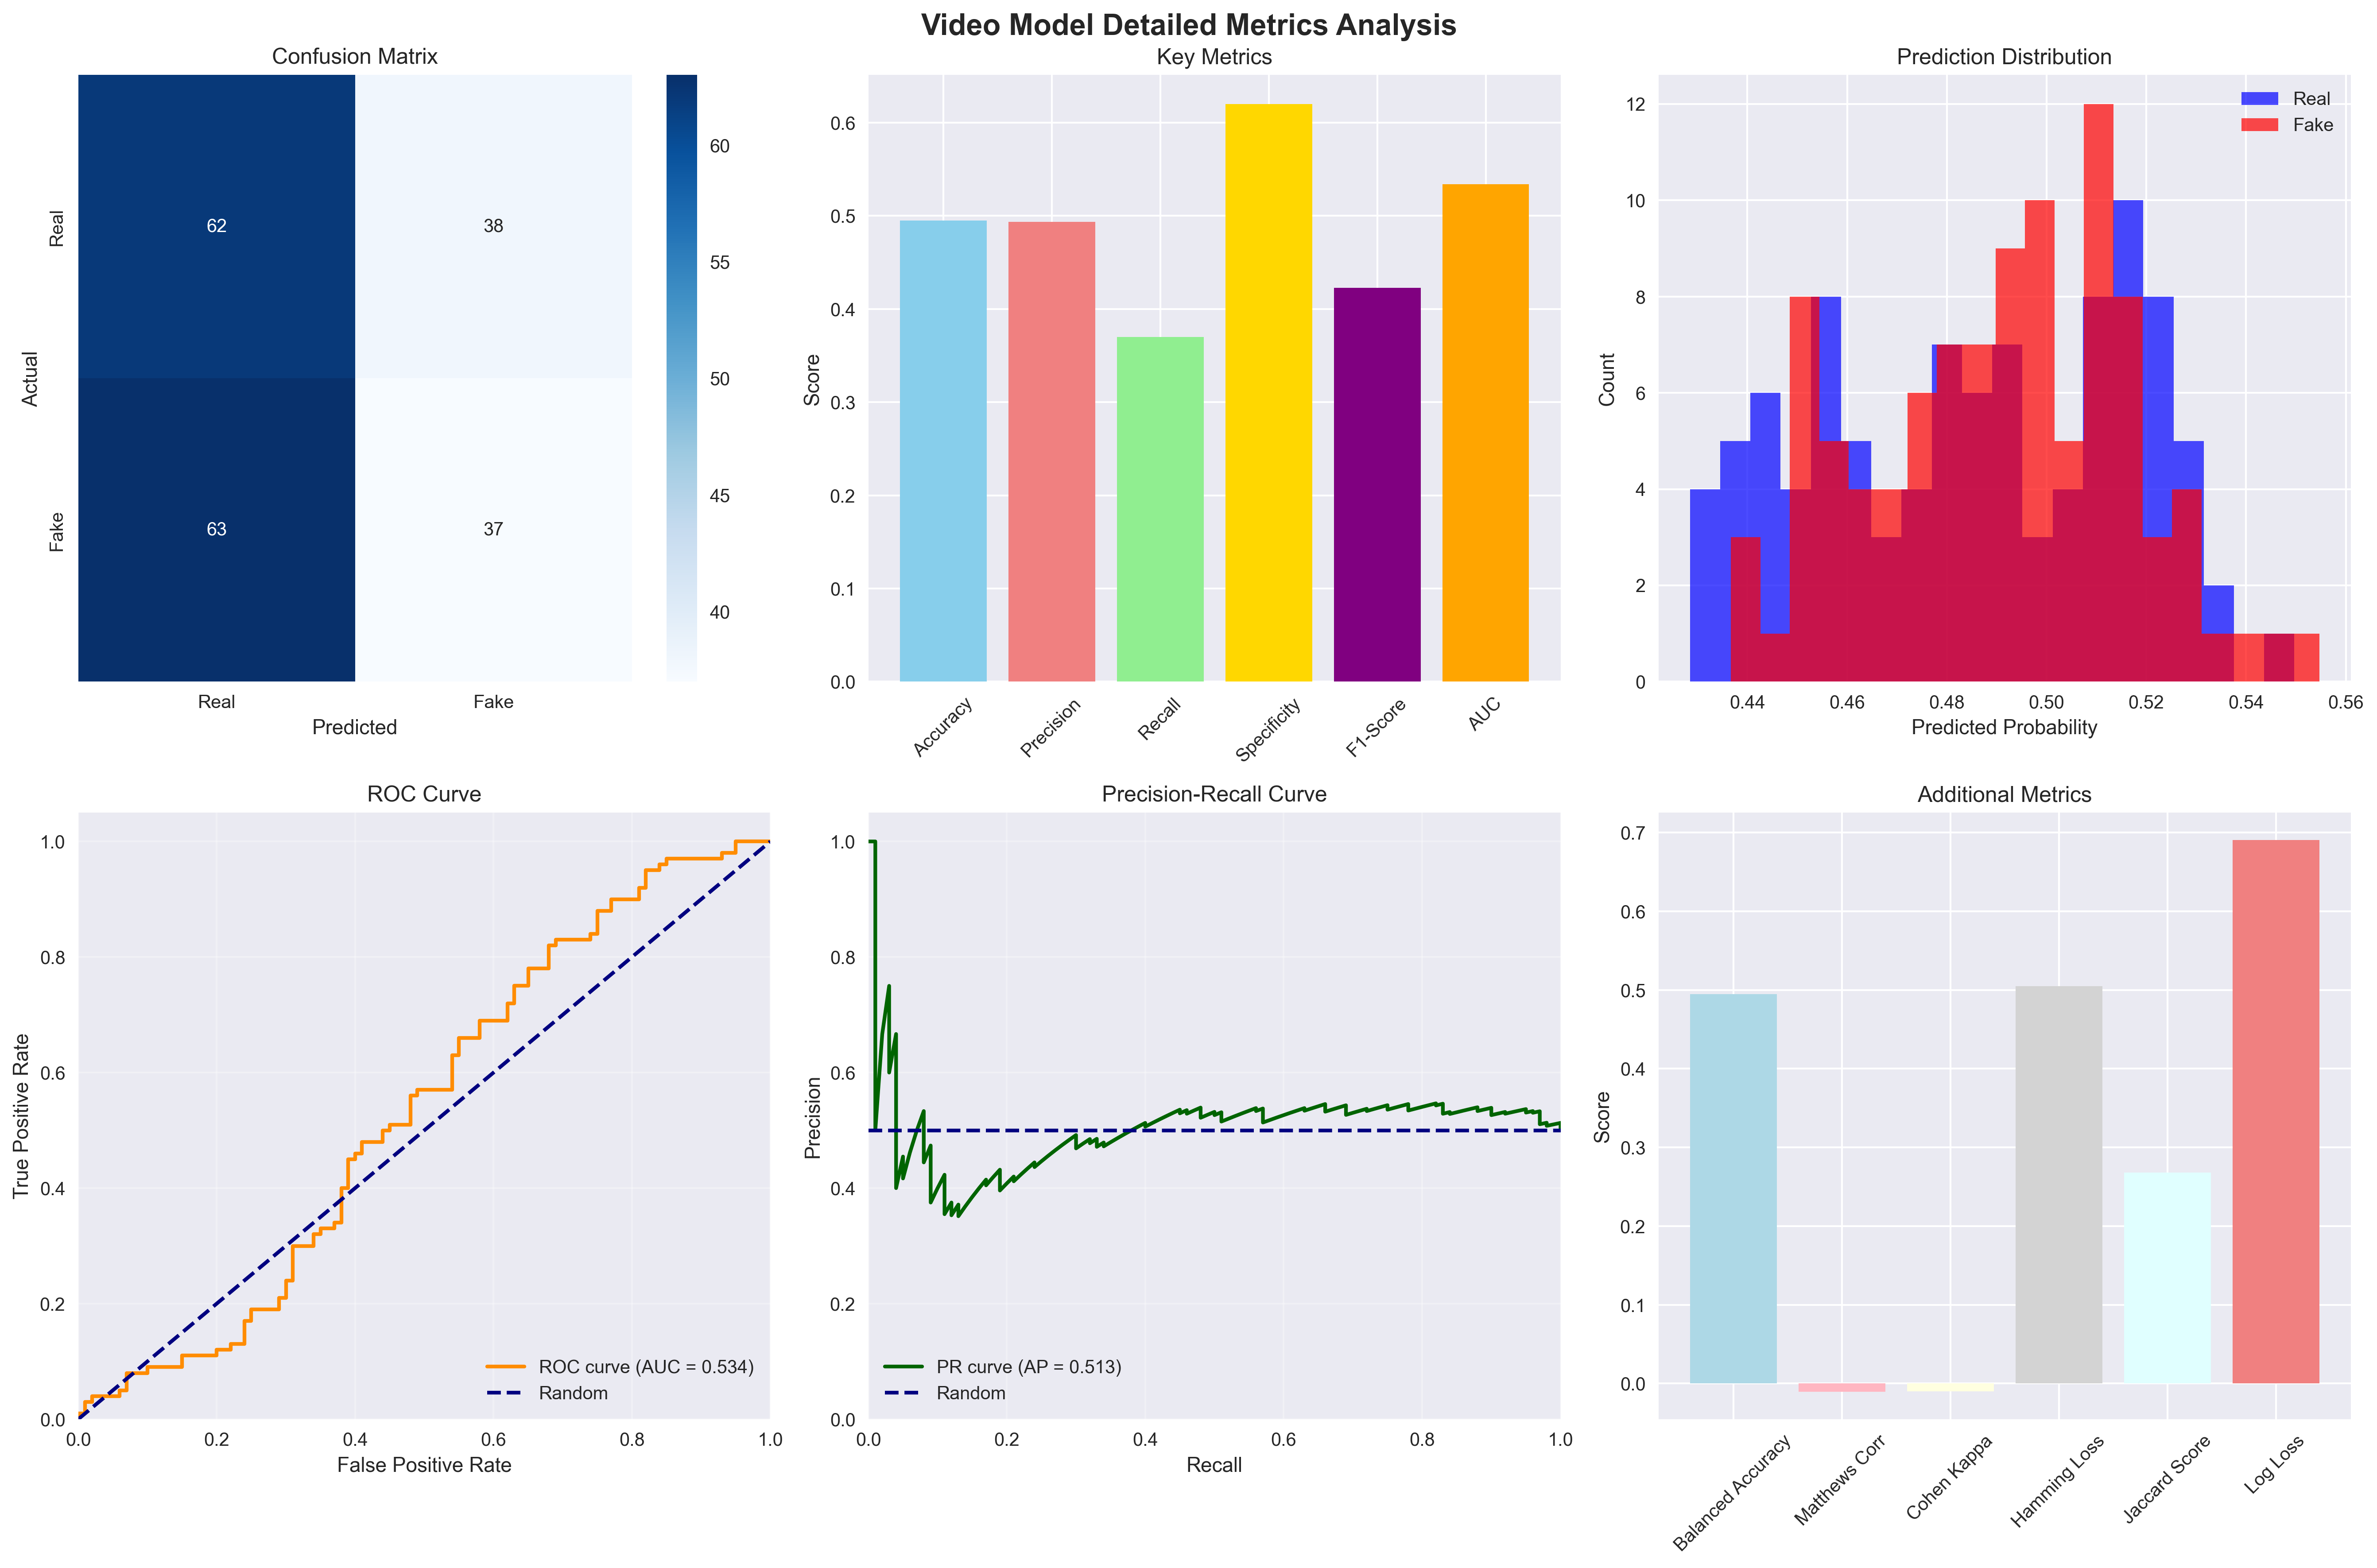 Video Model Detailed Metrics Analysis
Confusion Matrix
Real
Fake
Actual
62
38
63
37
Real
Fake
Predicted
60
55
50
45
40
Key Metrics
Score
0.6
0.5
0.4
0.3
0.2
0.1
0.0
Accuracy
Precision
Recall
Specificity
F1-Score
AUC
Prediction Distribution
Real
Fake
Count
12
10
8
6
4
2
0
0.44
0.46
0.48
0.50
0.52
0.54
0.56
Predicted Probability
ROC Curve
True Positive Rate
1.0
0.8
0.6
0.4
0.2
0.0
ROC curve (AUC = 0.534)
Random
0.0
0.2
0.4
0.6
0.8
1.0
False Positive Rate
Precision-Recall Curve
Precision
1.0
0.8
0.6
0.4
0.2
0.0
PR curve (AP = 0.513)
Random
0.0
0.2
0.4
0.6
0.8
1.0
Recall
Additional Metrics
Score
0.7
0.6
0.5
0.4
0.3
0.2
0.1
0.0
Balanced Accuracy
Matthews Corr
Cohen Kappa
Hamming Loss
Jaccard Score
Log Loss